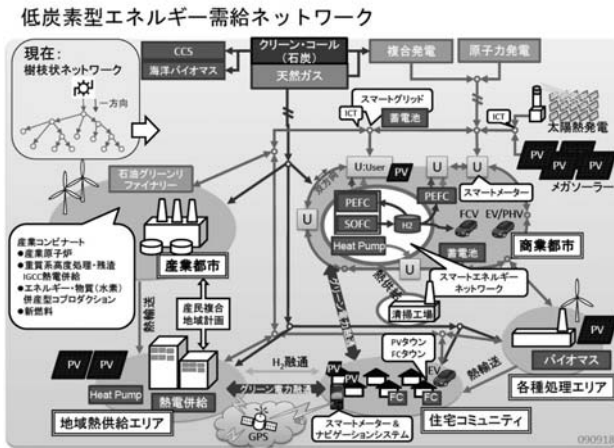 低炭素型エネルギー需給ネットワーク
現在:
樹枝状ネットワーク
一方向
CCS
海洋バイオマス
クリーン・コール
(石炭)
天然ガス
複合発電
原子力発電
ICT
スマートグリッド
蓄電池
ICT
太陽熱発電
PV
PV
PV
PV
メガソーラー
石油グリーンリ
ファイナリー
双方向
U:User
PV
U
U
U
スマートメーター
PEFC
PEFC
SOFC
H2
Heat Pump
FCV
EV/PHV
蓄電池
商業都市
U
スマートエネルギー
ネットワーク
熱供給
清掃工場
産業コンビナート
●産業原子炉
●重質系高度処理・残渣
IGCC熱電併給
●エネルギー・物質(水素)
併産型コプロダクション
●新燃料
産業都市
産民複合
地域計画
熱輸送
PV
PV
Heat Pump
熱電併給
地域熱供給エリア
H₂融通
グリーン電力融通
GPS
PVタウン
FCタウン
熱輸送
PV
PV
EV
FC
FC
スマートメーター&
ナビゲーションシステム
住宅コミュニティ
PV
バイオマス
各種処理エリア